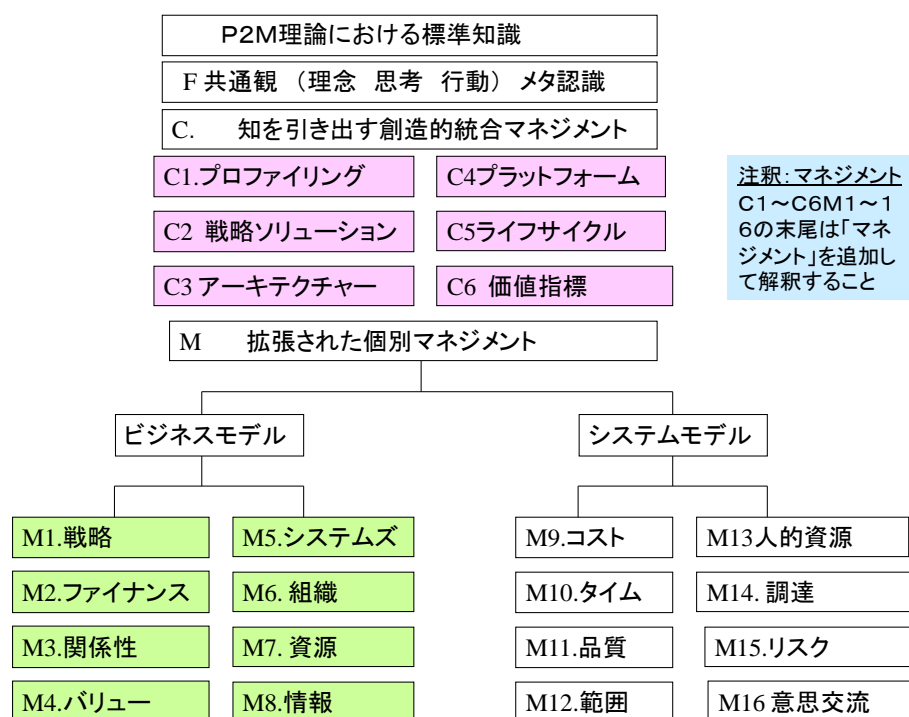 P2M理論における標準知識
F 共通観 （理念 思考 行動） メタ認識
C. 知を引き出す創造的統合マネジメント
C1.プロファイリング
C4プラットフォーム
C2 戦略ソリューション
C5ライフサイクル
C3 アーキテクチャー
C6 価値指標
注釈：マネジメント
C1～C6M1～1
6の末尾は「マネ
ジメント」を追加し
て解釈すること
M 拡張された個別マネジメント
ビジネスモデル
システムモデル
M1.戦略
M5.システムズ
M9.コスト
M13人的資源
M2.ファイナンス
M6. 組織
M10.タイム
M14. 調達
M3.関係性
M7. 資源
M11.品質
M15.リスク
M4.バリュー
M8.情報
M12.範囲
M16 意思交流